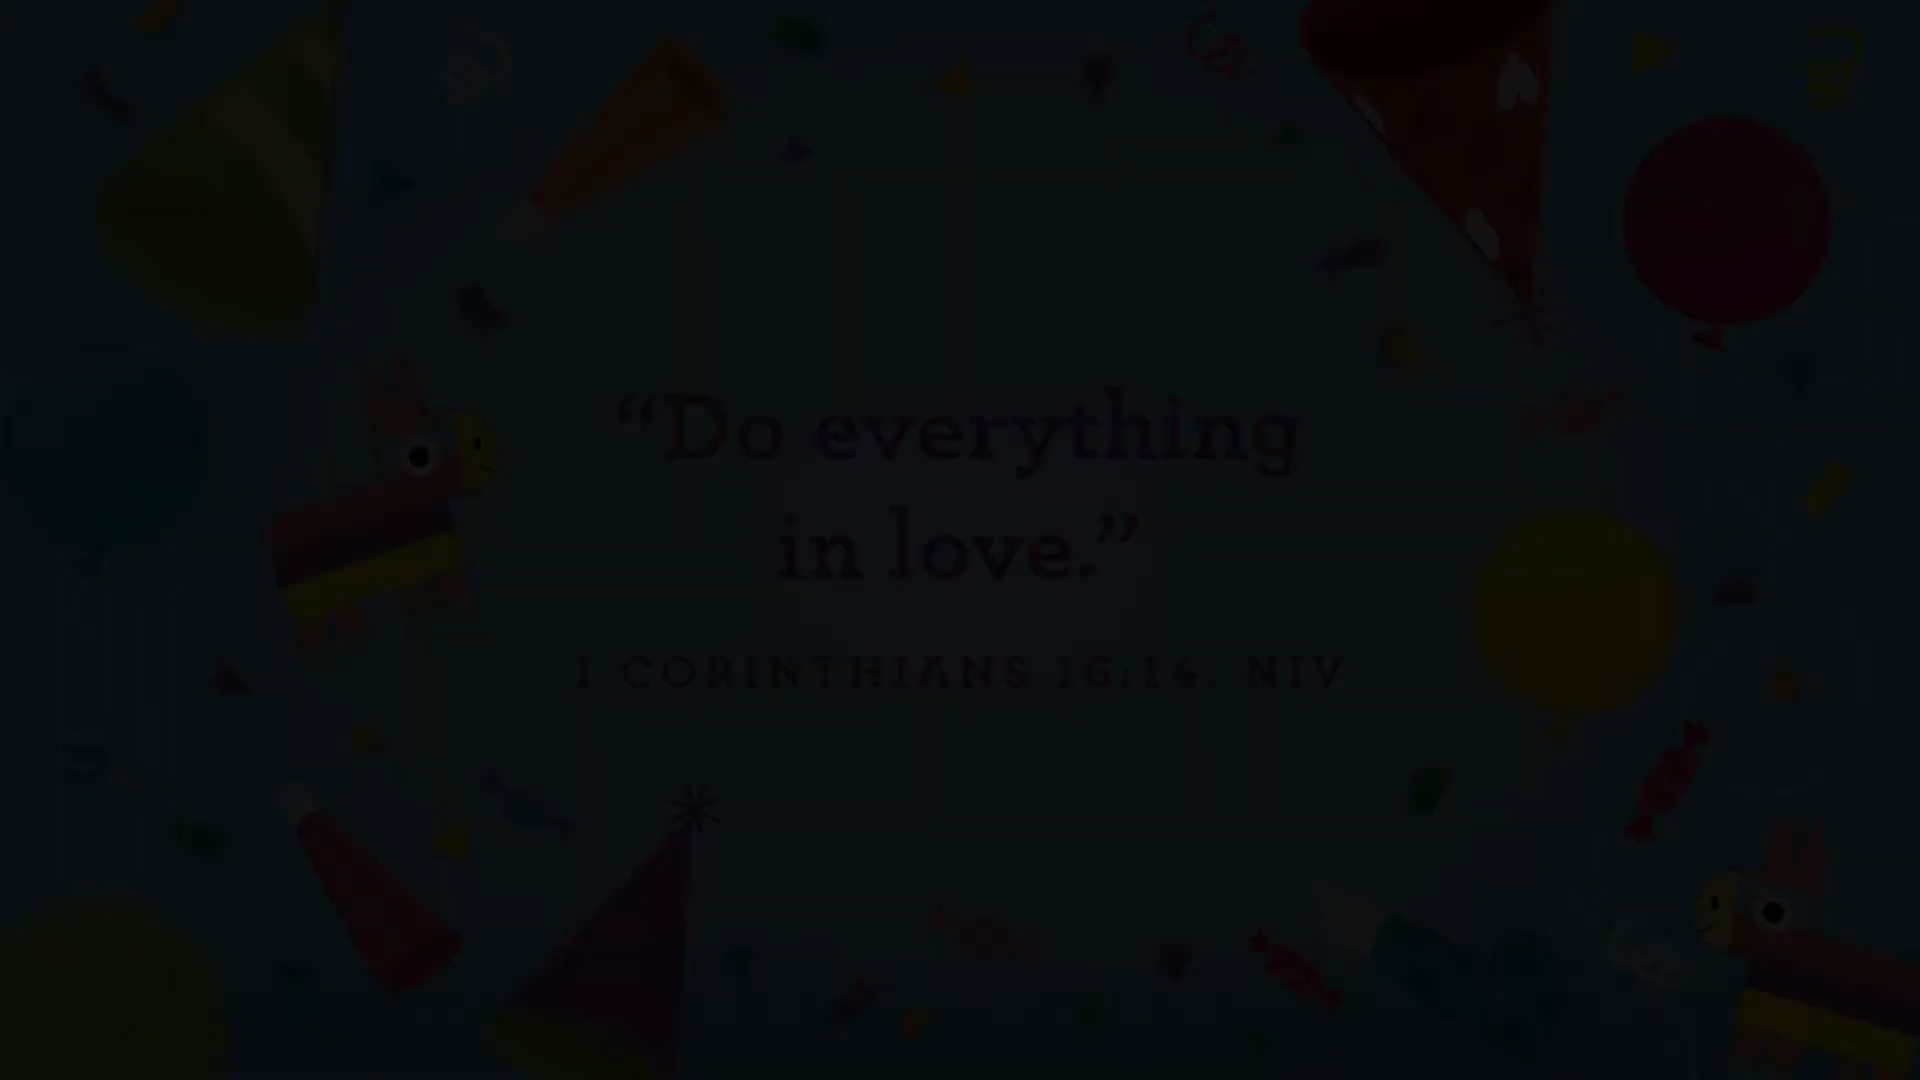 “Do everything
in love.”
1 CORINTHIANS 16:14, NIV